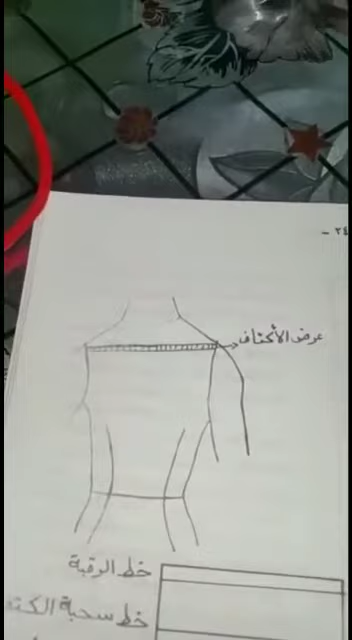 ٢٤ -
عرض الأكتاف
خط الرقبة
خط سحبة الكتف